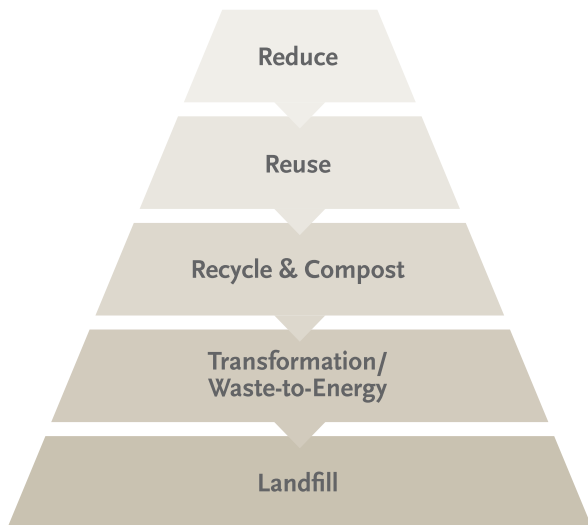 Reduce
Reuse
Recycle & Compost
Transformation/
Waste-to-Energy
Landfill